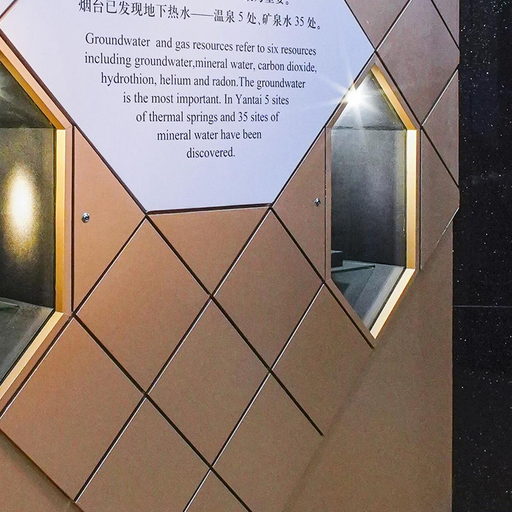 烟台已发现地下热水——温泉 5 处,矿泉水 35 处。
Groundwater and gas resources refer to six resources
including groundwater,mineral water, carbon dioxide,
hydrothion, helium and radon.The groundwater
is the most important. In Yantai 5 sites
of thermal springs and 35 sites of
mineral water have been
discovered.